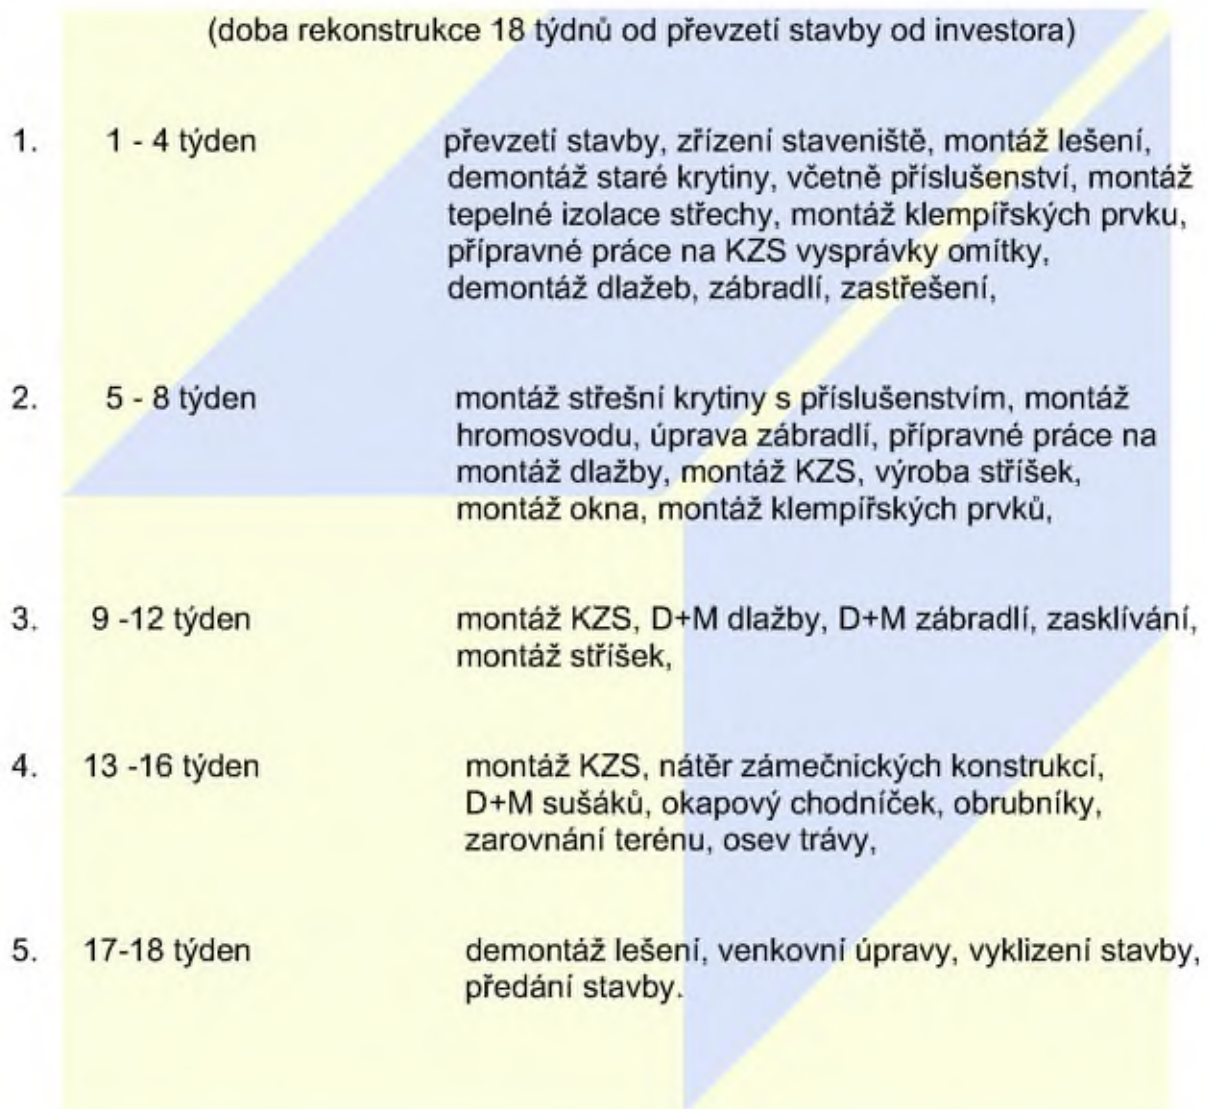 (doba rekonstrukce 18 týdnů od převzetí stavby od investora)
1. 1 - 4 týden převzetí stavby, zřízení staveniště, montáž lešení,
demontáž staré krytiny, včetně příslušenství, montáž
tepelné izolace střechy, montáž klempířských prvku,
přípravné práce na KZS vysprávky omítky,
demontáž dlažeb, zábradlí, zastřešení,
2. 5 - 8 týden montáž střešní krytiny s příslušenstvím, montáž
hromosvodu, úprava zábradlí, přípravné práce na
montáž dlažby, montáž KZS, výroba stříšek,
montáž okna, montáž klempířských prvků,
3. 9 -12 týden montáž KZS, D+M dlažby, D+M zábradlí, zasklívání,
montáž stříšek,
4. 13 -16 týden montáž KZS, nátěr zámečnických konstrukcí,
D+M sušáků, okapový chodníček, obrubníky,
zarovnání terénu, osev trávy,
5. 17-18 týden demontáž lešení, venkovní úpravy, vyklizení stavby,
předání stavby.